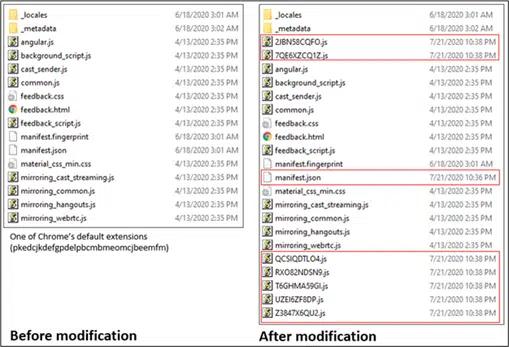 _locales 6/18/2020 3:01 AM
_metadata 6/18/2020 3:02 AM
angular.js 4/13/2020 2:35 PM
background_script.js 4/13/2020 2:35 PM
cast_sender.js 4/13/2020 2:35 PM
common.js 4/13/2020 2:35 PM
feedback.css 4/13/2020 2:35 PM
feedback.html 4/13/2020 2:35 PM
feedback_script.js 4/13/2020 2:35 PM
manifest.fingerprint 6/18/2020 3:01 AM
manifest.json 6/18/2020 3:01 AM
material_css_min.css 4/13/2020 2:35 PM
mirroring_cast_streaming.js 4/13/2020 2:35 PM
mirroring_common.js 4/13/2020 2:35 PM
mirroring_hangouts.js 4/13/2020 2:35 PM
mirroring_webrtc.js 4/13/2020 2:35 PM
One of Chrome's default extensions
(pkedcjkdefgpdelpbcmbmeomcjbeemfm)
Before modification
_locales 6/18/2020 3:01 AM
_metadata 6/18/2020 3:02 AM
2JBN58CQFO.js 7/21/2020 10:38 PM
7QE6XZCQ1Z.js 7/21/2020 10:38 PM
angular.js 4/13/2020 2:35 PM
background_script.js 4/13/2020 2:35 PM
cast_sender.js 4/13/2020 2:35 PM
common.js 4/13/2020 2:35 PM
feedback.css 4/13/2020 2:35 PM
feedback.html 4/13/2020 2:35 PM
feedback_script.js 4/13/2020 2:35 PM
manifest.fingerprint 6/18/2020 3:01 AM
manifest.json 7/21/2020 10:36 PM
material_css_min.css 4/13/2020 2:35 PM
mirroring_cast_streaming.js 4/13/2020 2:35 PM
mirroring_common.js 4/13/2020 2:35 PM
mirroring_hangouts.js 4/13/2020 2:35 PM
mirroring_webrtc.js 4/13/2020 2:35 PM
QCSIQDTLO4.js 7/21/2020 10:38 PM
RXO82NDSN9.js 7/21/2020 10:38 PM
T6GHMA59GI.js 7/21/2020 10:38 PM
UZEI6ZF8DP.js 7/21/2020 10:38 PM
Z3847X6QU2.js 7/21/2020 10:38 PM
After modification